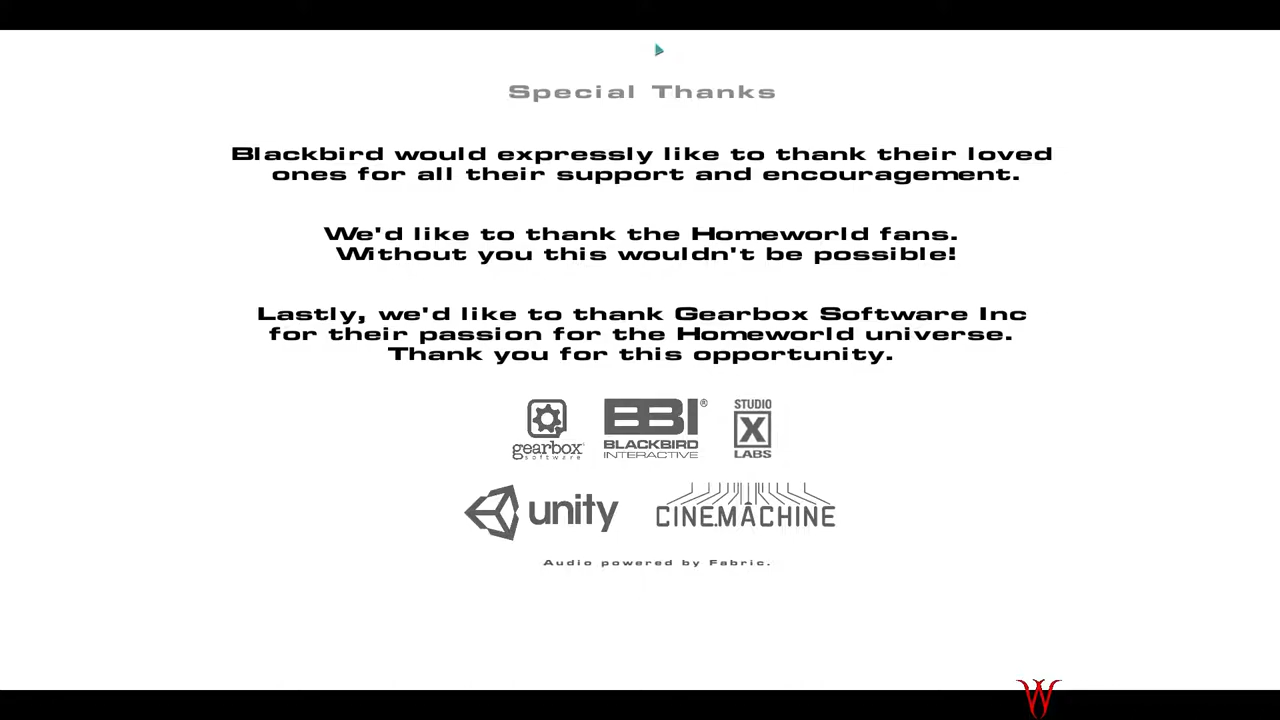 Special Thanks
Blackbird would expressly like to thank their loved
ones for all their support and encouragement.
We'd like to thank the Homeworld fans.
Without you this wouldn't be possible!
Lastly, we'd like to thank Gearbox Software Inc
for their passion for the Homeworld universe.
Thank you for this opportunity.
gearbox
software
BBI®
BLACKBIRD
INTERACTIVE
STUDIO
X
LABS
unity
CINEMACHINE
Audio powered by Fabric.
W